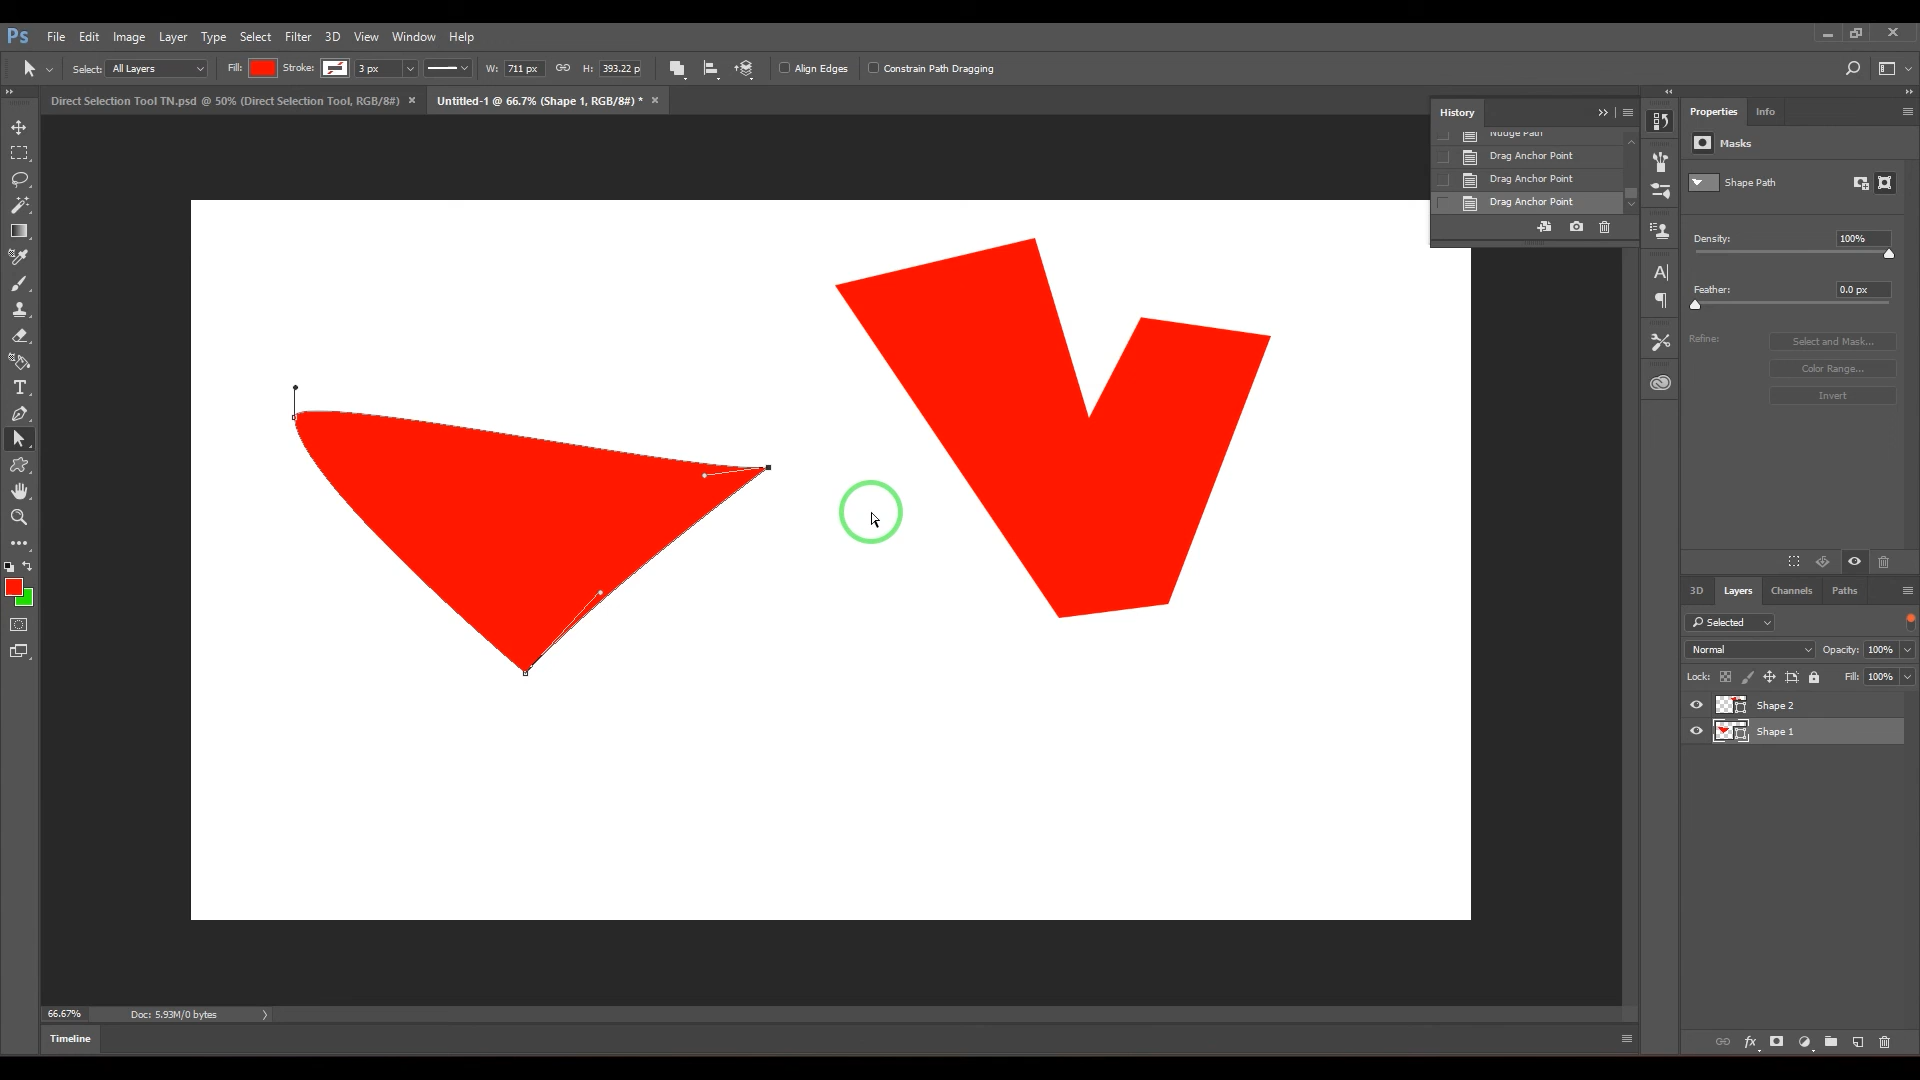 Ps File Edit Image Layer Type Select Filter 3D View Window Help
Select: All Layers Fill: Stroke: 3 px W: 711 px H: 393.22 p Align Edges Constrain Path Dragging
Direct Selection Tool TN.psd @ 50% (Direct Selection Tool, RGB/8#) × Untitled-1 @ 66.7% (Shape 1, RGB/8#) * ×
History
Nudge Path
Drag Anchor Point
Drag Anchor Point
Drag Anchor Point
Properties Info
Masks
Shape Path
Density: 100%
Feather: 0.0 px
Refine: Select and Mask...
Color Range...
Invert
3D Layers Channels Paths
Selected
Normal Opacity: 100%
Lock: Fill: 100%
Shape 2
Shape 1
fx
66.67% Doc: 5.93M/0 bytes
Timeline